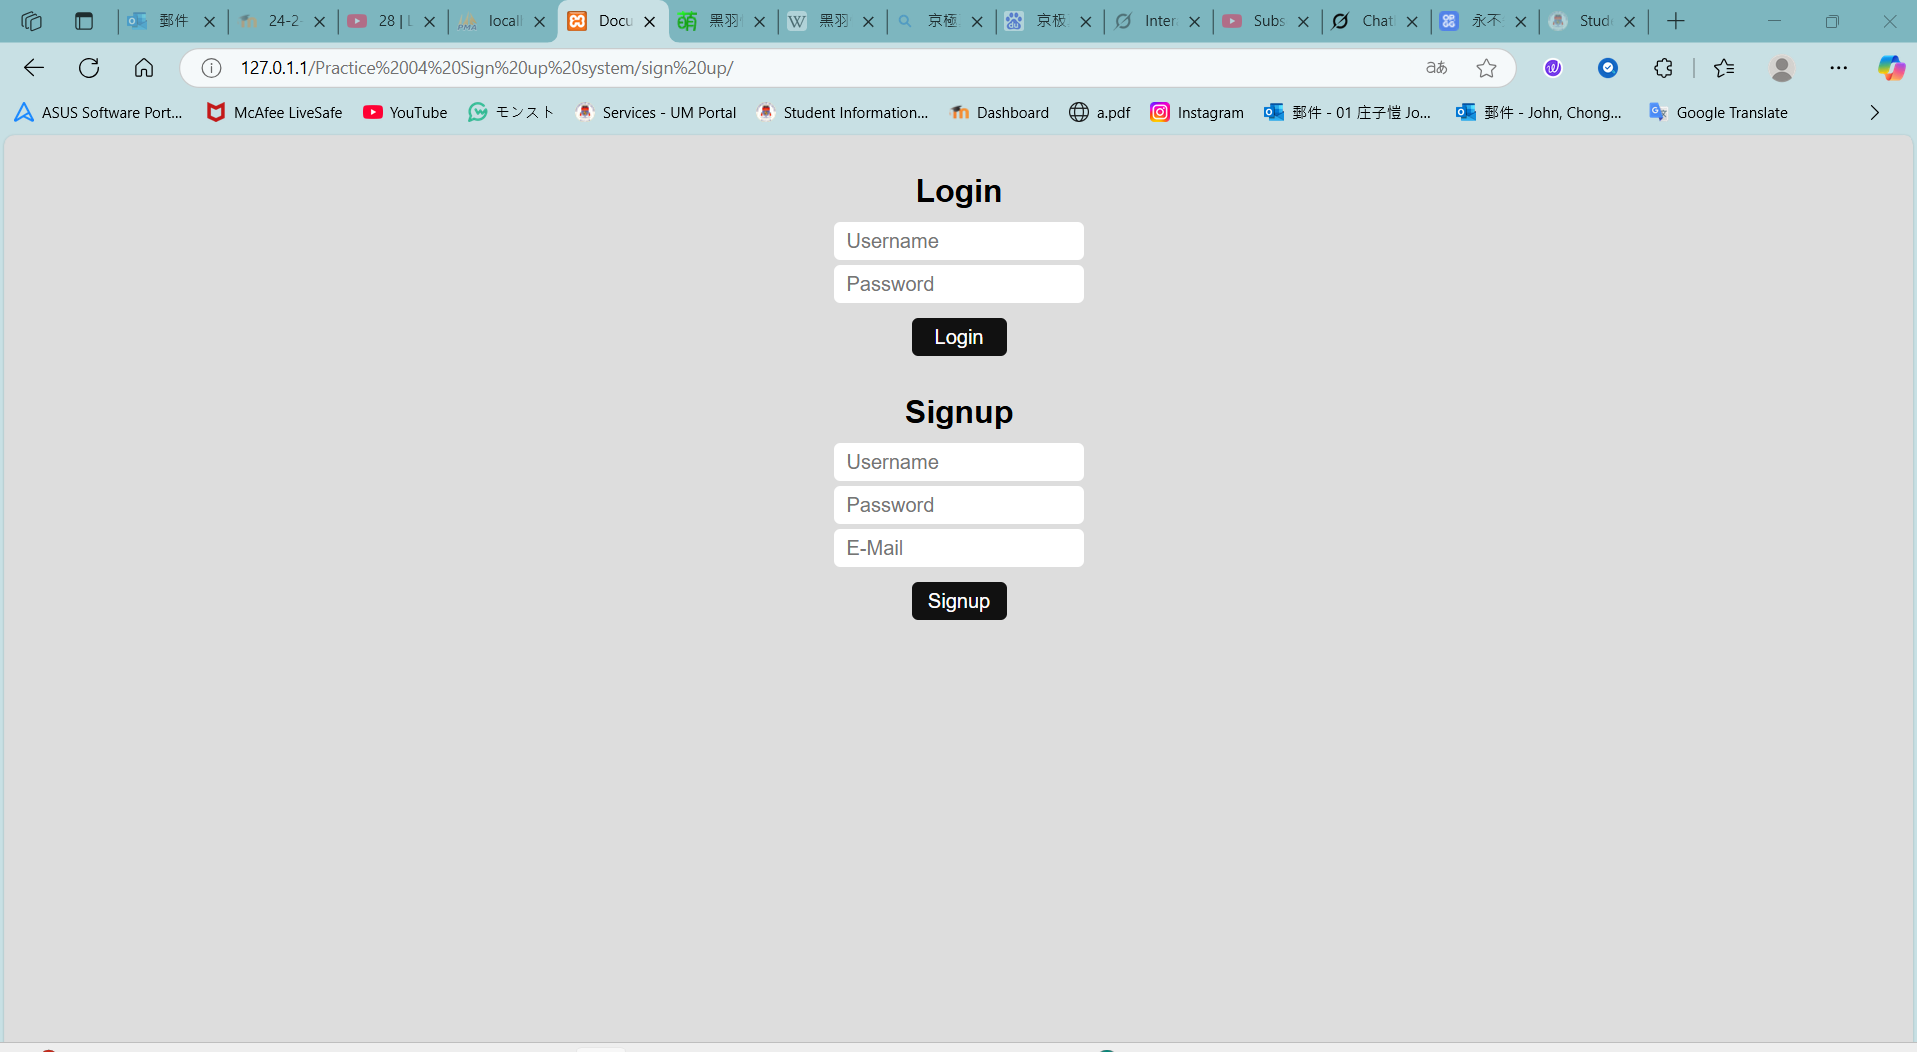 郵件
24-2-
28 | L
locall
Docu
黑羽
黑羽
京極
京极
Inter
Subs
Chat
永不
Stud
127.0.1.1/Practice%2004%20Sign%20up%20system/sign%20up/
aあ
ASUS Software Port...
McAfee LiveSafe
YouTube
モンスト
Services - UM Portal
Student Information...
Dashboard
a.pdf
Instagram
郵件 - 01 庄子愷 Jo...
郵件 - John, Chong...
Google Translate
Login
Username
Password
Login
Signup
Username
Password
E-Mail
Signup